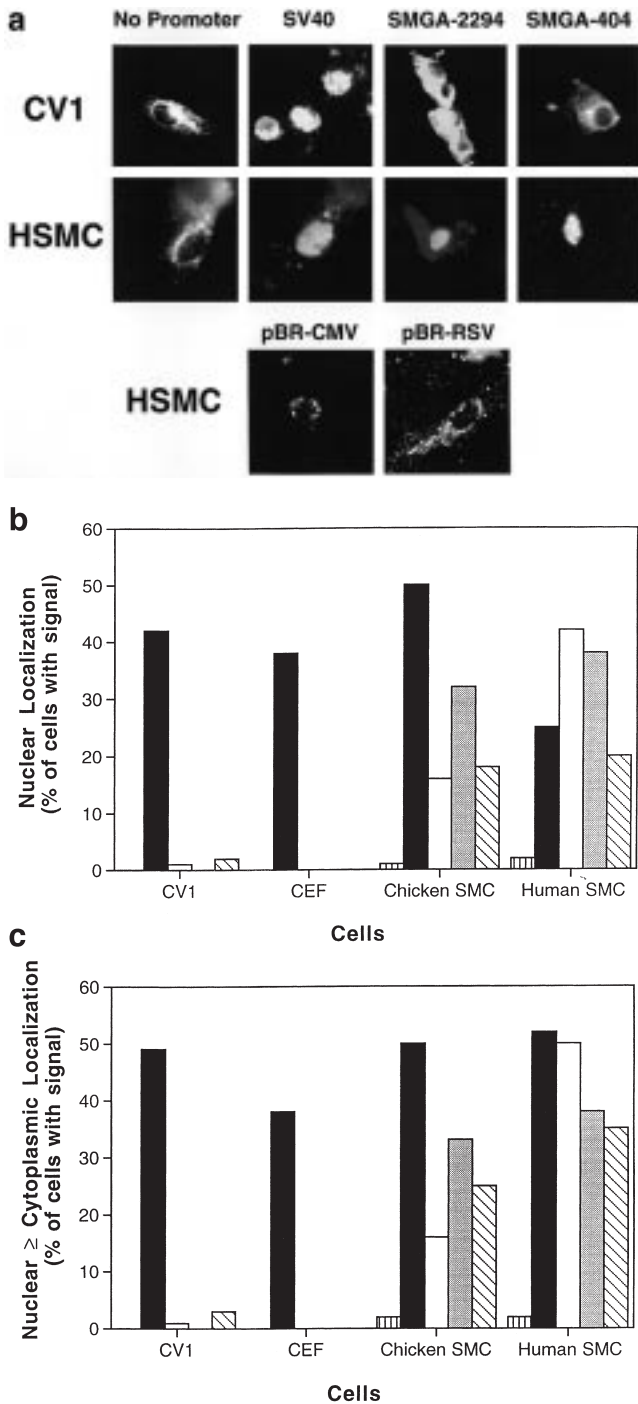 a
No Promoter SV40 SMGA-2294 SMGA-404
CV1
HSMC
pBR-CMV pBR-RSV
HSMC
b
Nuclear Localization
(% of cells with signal)
60
50
40
30
20
10
0
CV1 CEF Chicken SMC Human SMC
Cells
c
Nuclear ≥ Cytoplasmic Localization
(% of cells with signal)
60
50
40
30
20
10
0
CV1 CEF Chicken SMC Human SMC
Cells